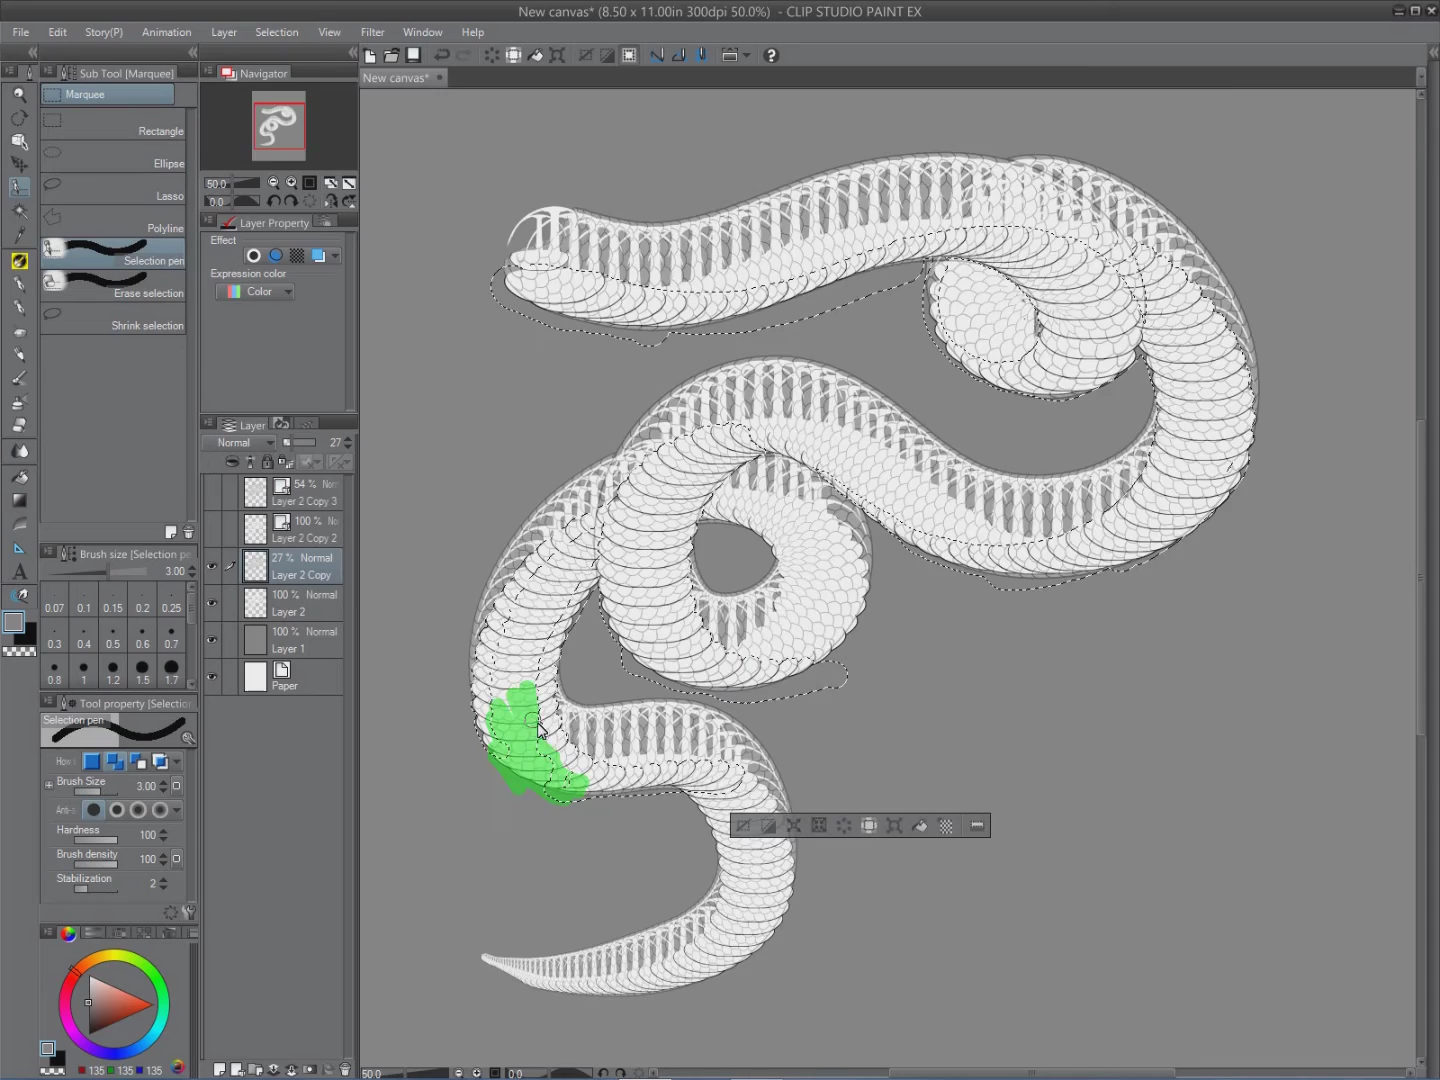 New canvas* (8.50 x 11.00in 300dpi 50.0%) - CLIP STUDIO PAINT EX
File Edit Story(P) Animation Layer Selection View Filter Window Help
Sub Tool [Marquee]
Marquee
Rectangle
Ellipse
Lasso
Polyline
Selection pen
Erase selection
Shrink selection
Brush size [Selection pe
3.00
0.07 0.1 0.15 0.2 0.25
0.3 0.4 0.5 0.6 0.7
0.8 1 1.2 1.5 1.7
Tool property [Selection
Selection pen
Brush Size 3.00
Hardness 100
Brush density 100
Stabilization 2
135 135 135
Navigator
50.0
0.0
Layer Property
Effect
Expression color
Color
Layer
Normal 27
54 % Nor
Layer 2 Copy 3
100 % No
Layer 2 Copy 2
27 % Normal
Layer 2 Copy
100 % Normal
Layer 2
100 % Normal
Layer 1
Paper
New canvas*
50.0 0.0